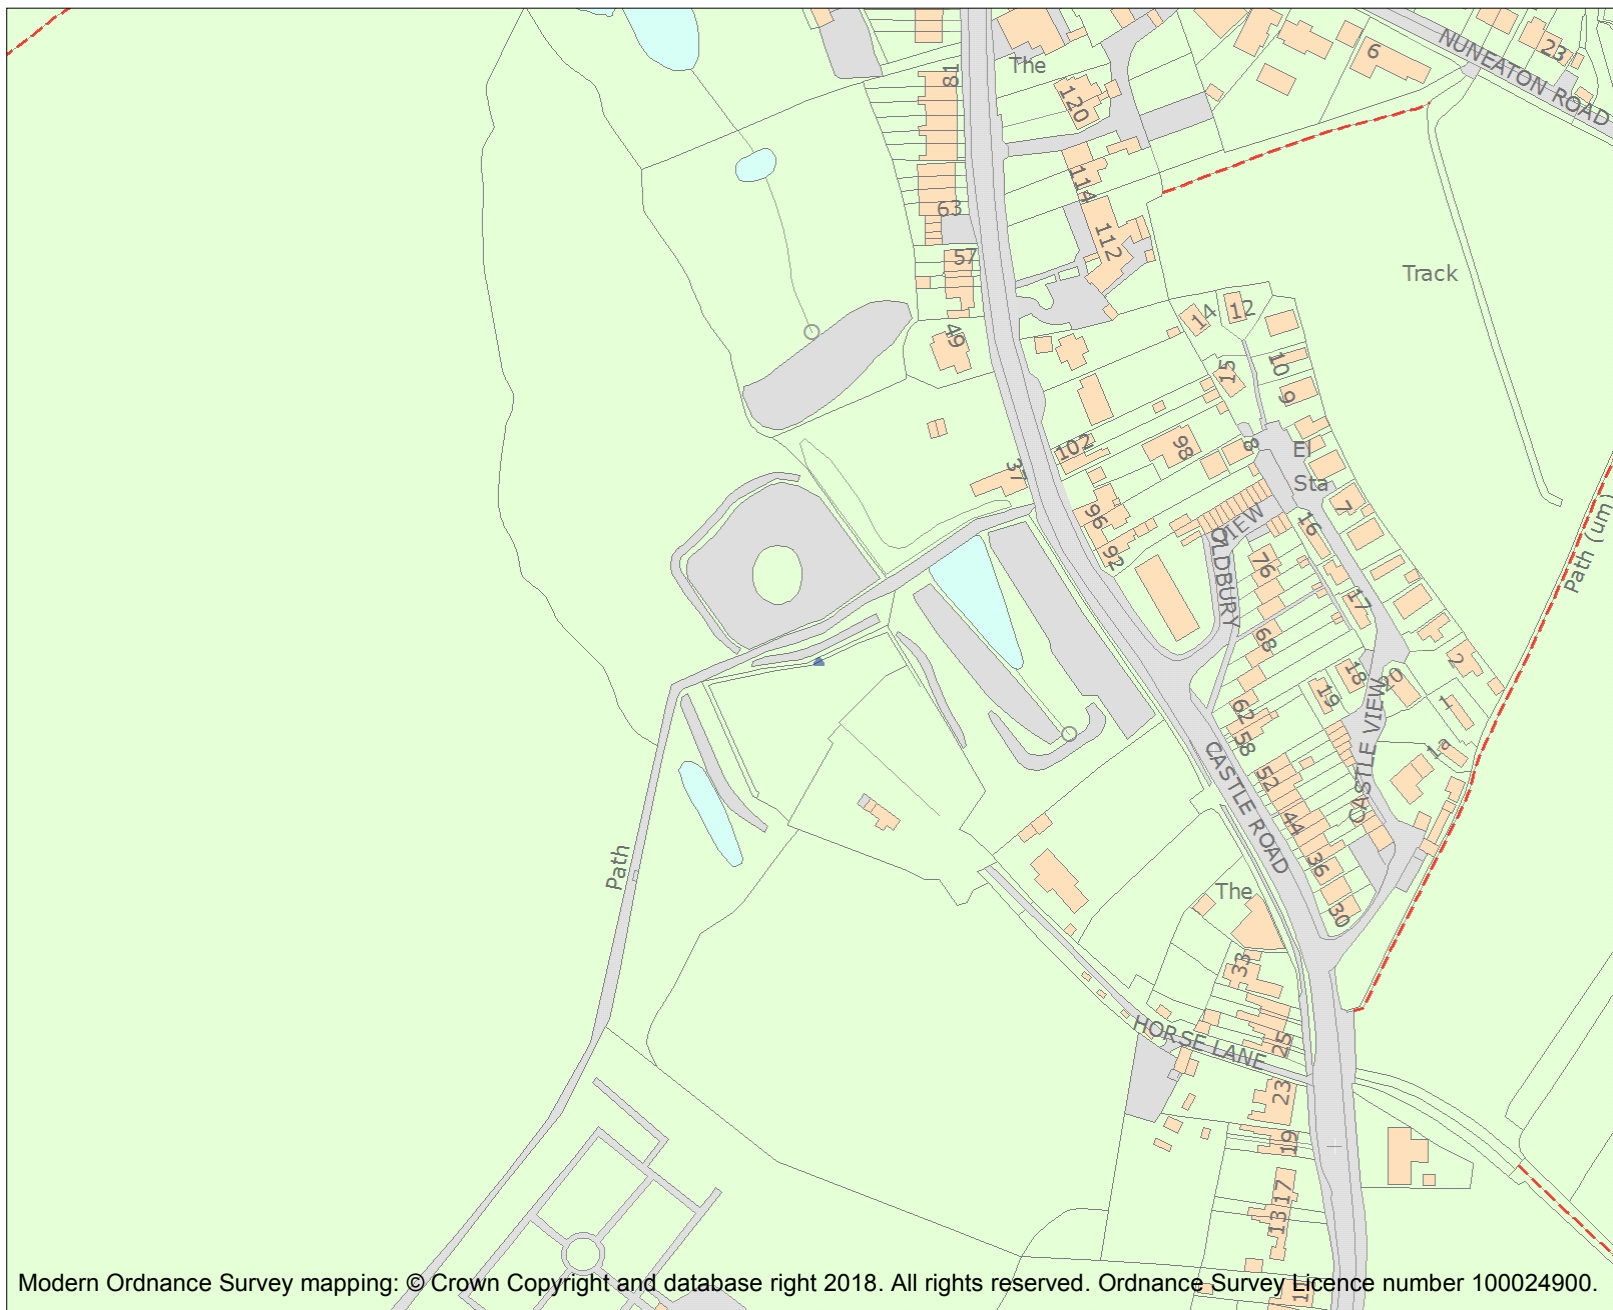 NUNEATON ROAD
23
6
The
81
120
114
63
112
57
Track
14
12
49
15
10
9
102
98
8
El
Sta
37
7
96
VIEW
16
92
OLDBURY
76
Path (um)
17
68
2
18
20
19
62
1
58
1a
CASTLE VIEW
52
CASTLE ROAD
44
36
Path
The
30
33
HORSE LANE
25
23
19
17
13
Modern Ordnance Survey mapping: © Crown Copyright and database right 2018. All rights reserved. Ordnance Survey Licence number 100024900.